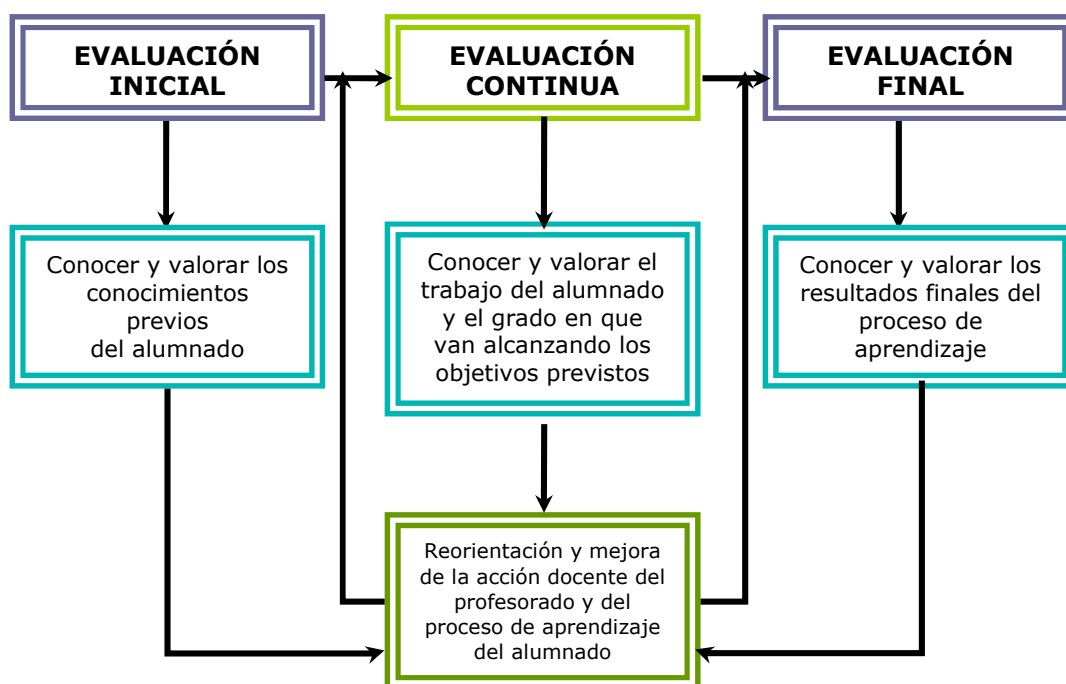 EVALUACIÓN
INICIAL
EVALUACIÓN
CONTINUA
EVALUACIÓN
FINAL
Conocer y valorar los
conocimientos
previos
del alumnado
Conocer y valorar el
trabajo del alumnado
y el grado en que
van alcanzando los
objetivos previstos
Conocer y valorar los
resultados finales del
proceso de
aprendizaje
Reorientación y mejora
de la acción docente del
profesorado y del
proceso de aprendizaje
del alumnado